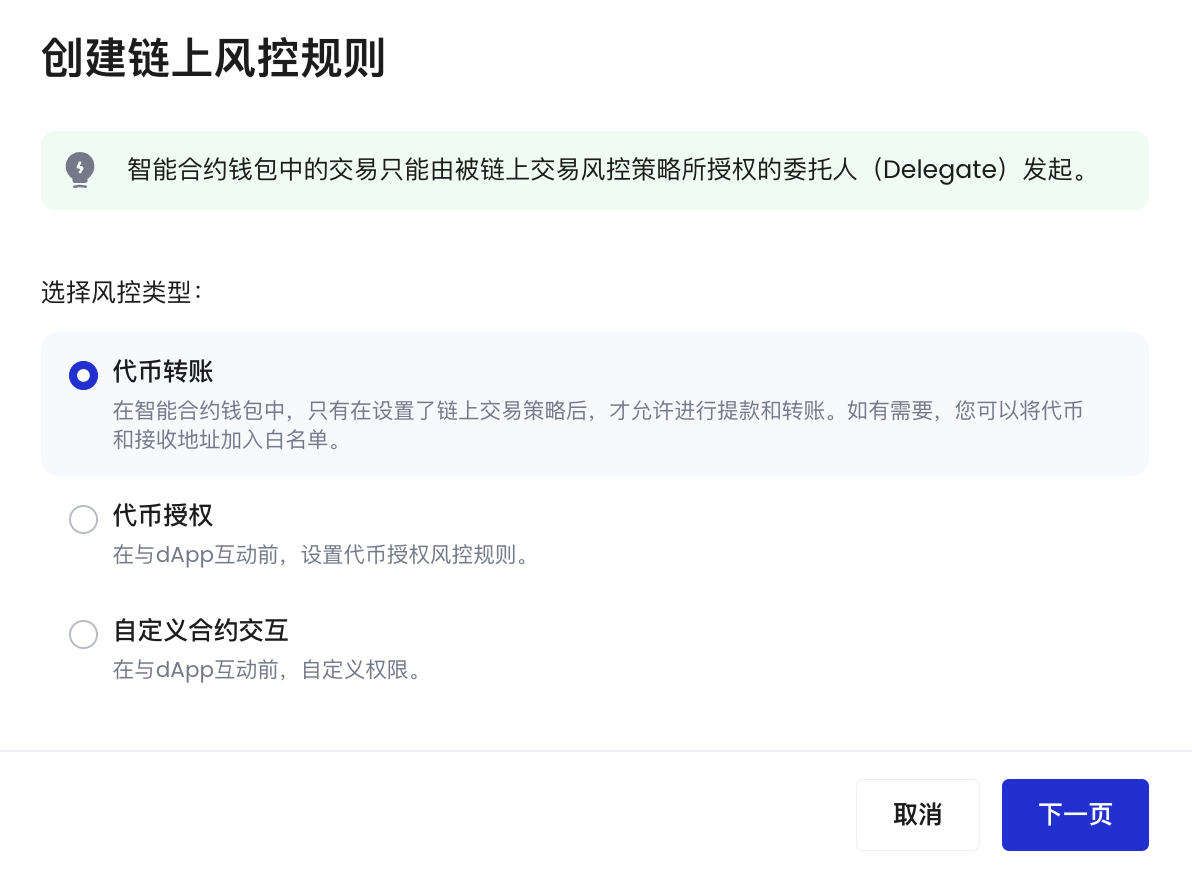 创建链上风控规则
智能合约钱包中的交易只能由被链上交易风控策略所授权的委托人（Delegate）发起。
选择风控类型：
代币转账
在智能合约钱包中，只有在设置了链上交易策略后，才允许进行提款和转账。如有需要，您可以将代币
和接收地址加入白名单。
代币授权
在与dApp互动前，设置代币授权风控规则。
自定义合约交互
在与dApp互动前，自定义权限。
取消
下一页